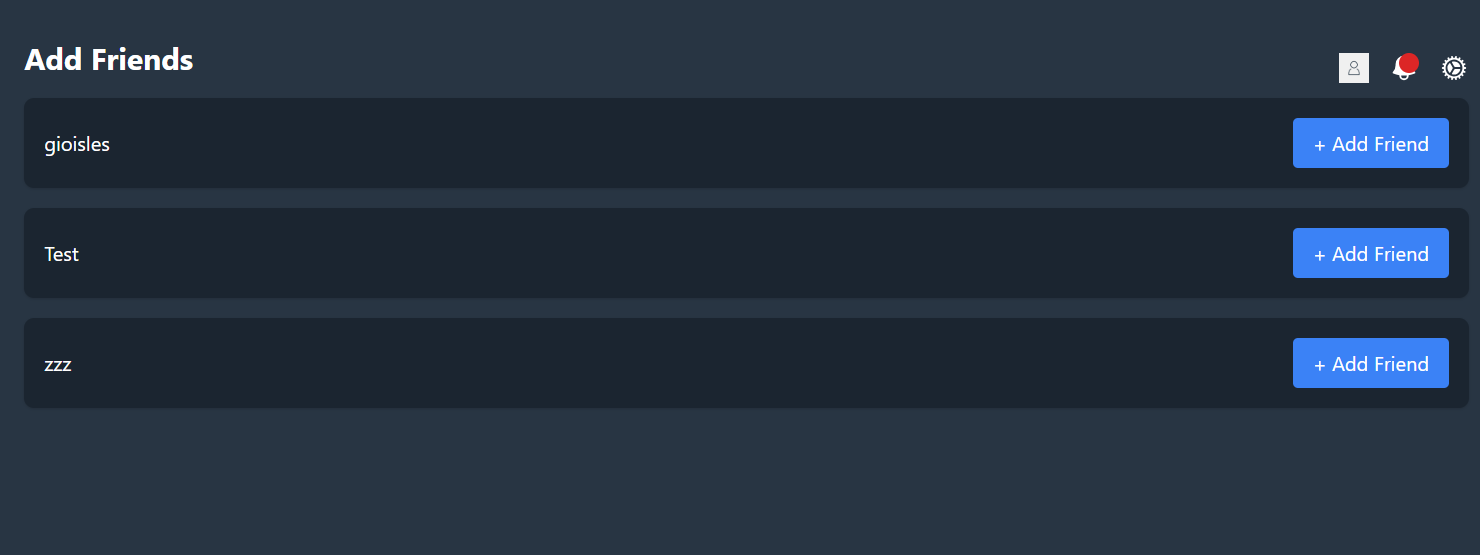 Add Friends
gioisles
+ Add Friend
Test
+ Add Friend
zzz
+ Add Friend